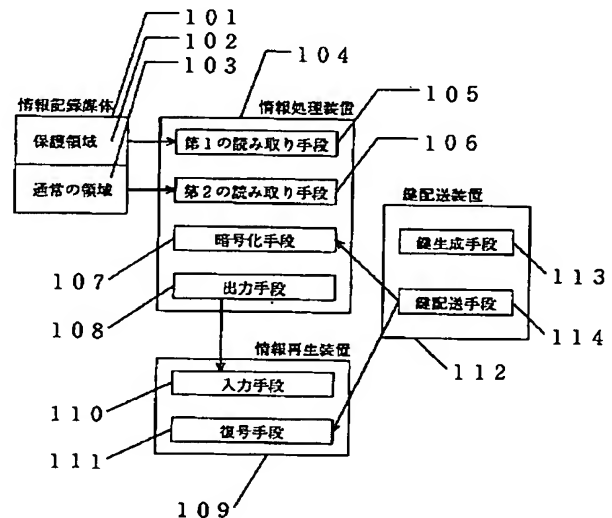 101
102
103
104
情報記録媒体
情報処理装置
105
保護領域
第1の読み取り手段
106
通常の領域
第2の読み取り手段
鍵配送装置
暗号化手段
鍵生成手段
107
113
出力手段
鍵配送手段
108
114
情報再生装置
112
110
入力手段
111
復号手段
109